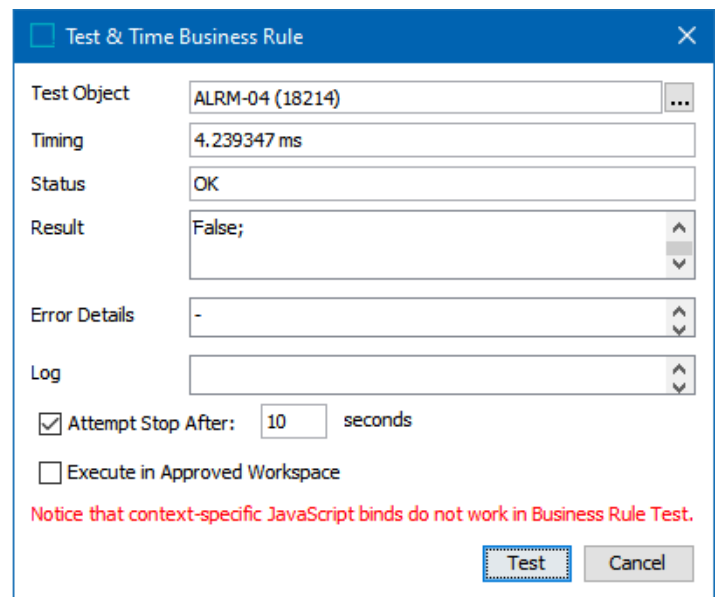 Test & Time Business Rule
Test Object ALRM-04 (18214) ...
Timing 4.239347 ms
Status OK
Result False;
Error Details -
Log
Attempt Stop After: 10 seconds
Execute in Approved Workspace
Notice that context-specific JavaScript binds do not work in Business Rule Test.
Test Cancel